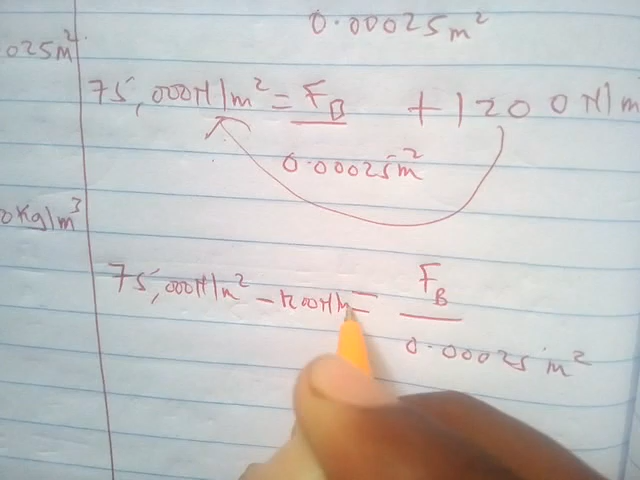 0.00025m²
025m²
75,000N/m² = F_B + 1200N/m
0.00025m²
0Kg/m³
75,000N/m² - 1200N/m = F_B
0.00025m²